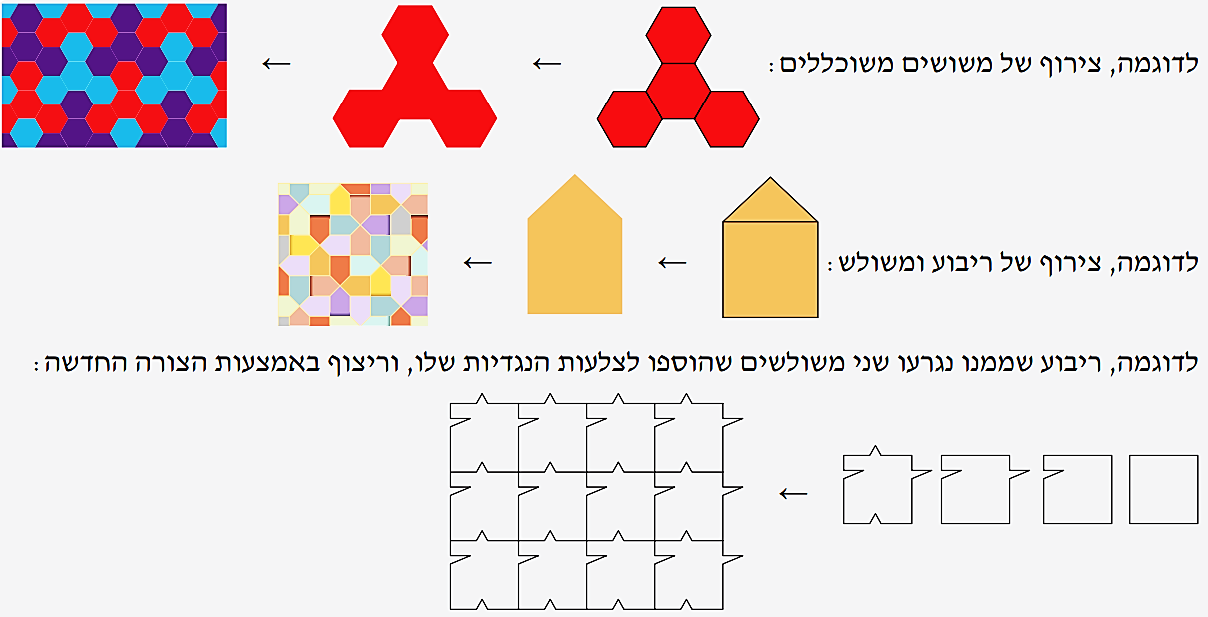 לדוגמה, צירוף של משושים משוכללים:
לדוגמה, צירוף של ריבוע ומשולש:
לדוגמה, ריבוע שממנו נגרעו שני משולשים שהוספו לצלעות הנגדיות שלו, וריצוף באמצעות הצורה החדשה: